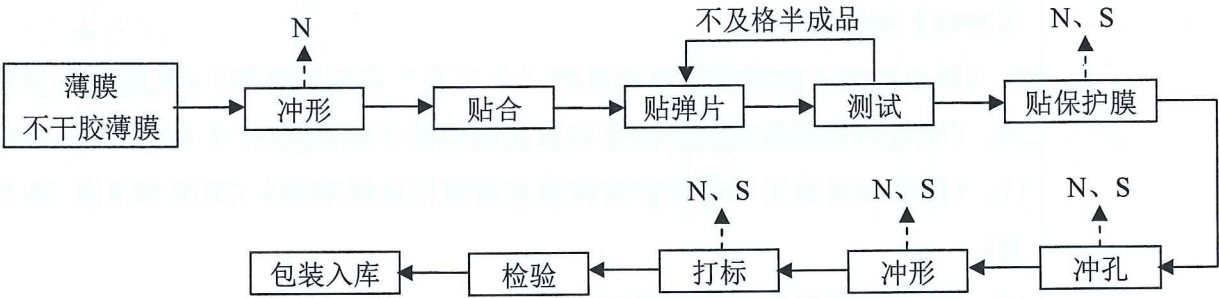 不及格半成品
N
N、S
薄膜
不干胶薄膜
冲形
贴合
贴弹片
测试
贴保护膜
N、S
N、S
N、S
包装入库
检验
打标
冲形
冲孔